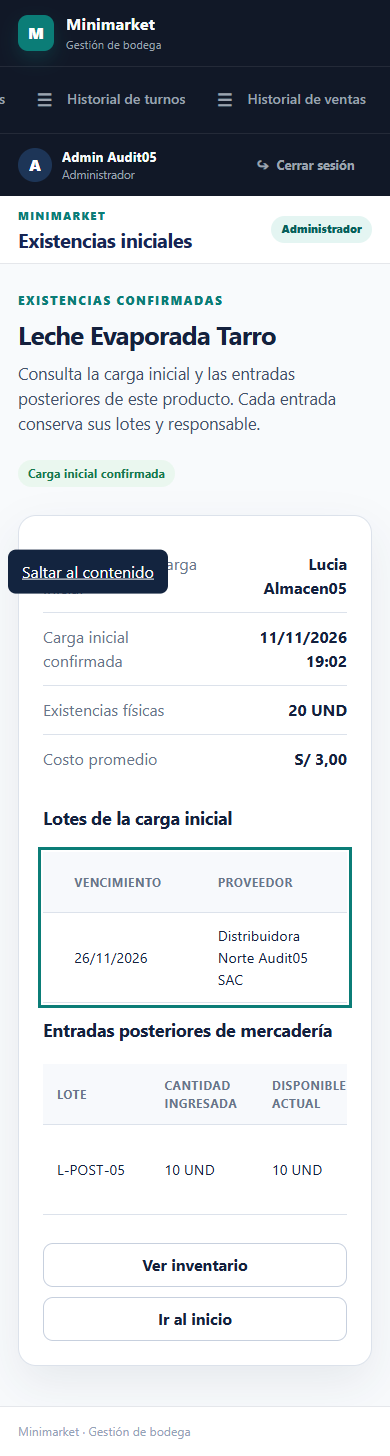 M
Minimarket
Gestión de bodega
s
Historial de turnos
Historial de ventas
A
Admin Audit05
Administrador
Cerrar sesión
MINIMARKET
Existencias iniciales
Administrador
EXISTENCIAS CONFIRMADAS
Leche Evaporada Tarro
Consulta la carga inicial y las entradas
posteriores de este producto. Cada entrada
conserva sus lotes y responsable.
Carga inicial confirmada
Saltar al contenido
arga
Lucia
Almacen05
Carga inicial
confirmada
11/11/2026
19:02
Existencias físicas
20 UND
Costo promedio
S/ 3,00
Lotes de la carga inicial
VENCIMIENTO
PROVEEDOR
26/11/2026
Distribuidora
Norte Audit05
SAC
Entradas posteriores de mercadería
LOTE
CANTIDAD
INGRESADA
DISPONIBLE
ACTUAL
L-POST-05
10 UND
10 UND
Ver inventario
Ir al inicio
Minimarket · Gestión de bodega